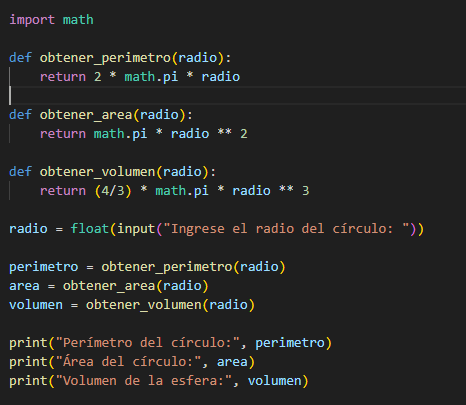 import math
def obtener_perimetro(radio):
    return 2 * math.pi * radio
def obtener_area(radio):
    return math.pi * radio ** 2
def obtener_volumen(radio):
    return (4/3) * math.pi * radio ** 3
radio = float(input("Ingrese el radio del círculo: "))
perimetro = obtener_perimetro(radio)
area = obtener_area(radio)
volumen = obtener_volumen(radio)
print("Perímetro del círculo:", perimetro)
print("Área del círculo:", area)
print("Volumen de la esfera:", volumen)